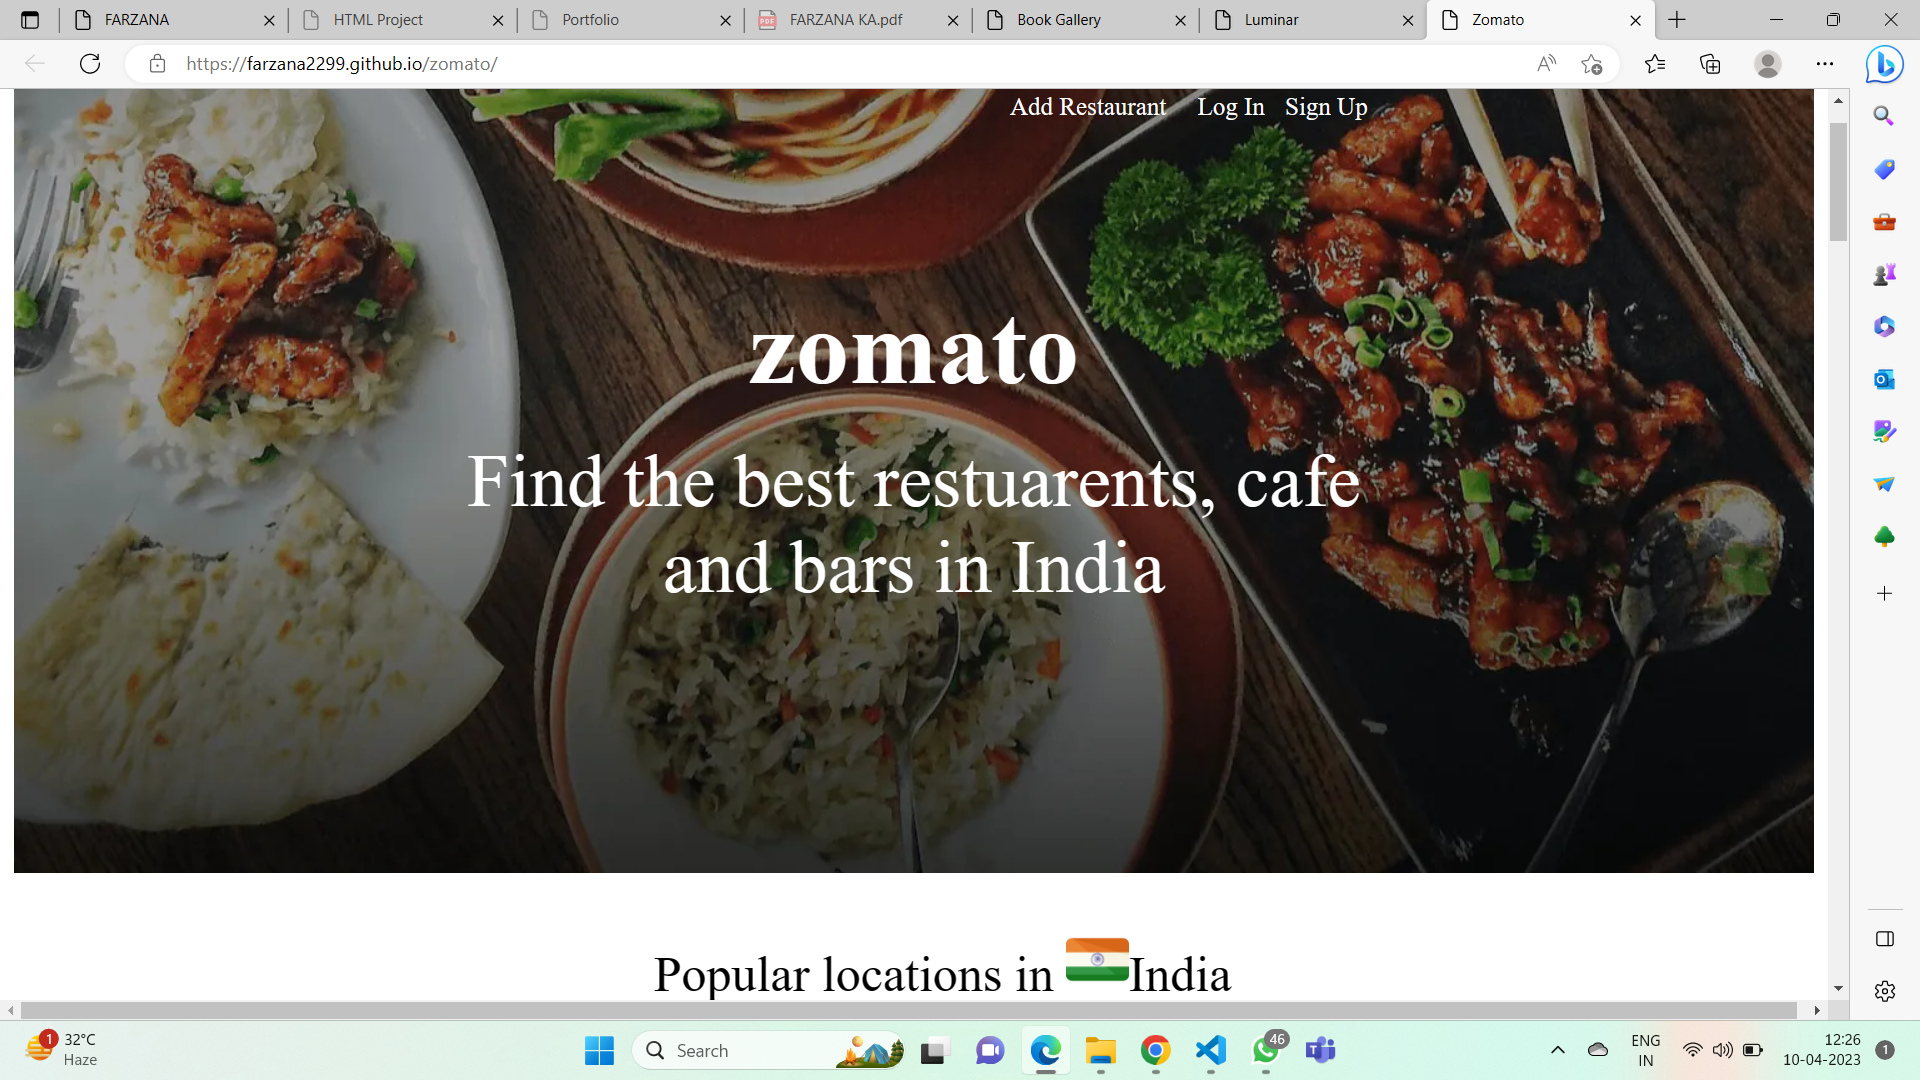 FARZANA
HTML Project
Portfolio
FARZANA KA.pdf
Book Gallery
Luminar
Zomato
https://farzana2299.github.io/zomato/
Add Restaurant Log In Sign Up
zomato
Find the best restuarents, cafe
and bars in India
Popular locations in India
1
32°C
Haze
Search
46
ENG
IN
12:26
10-04-2023
1